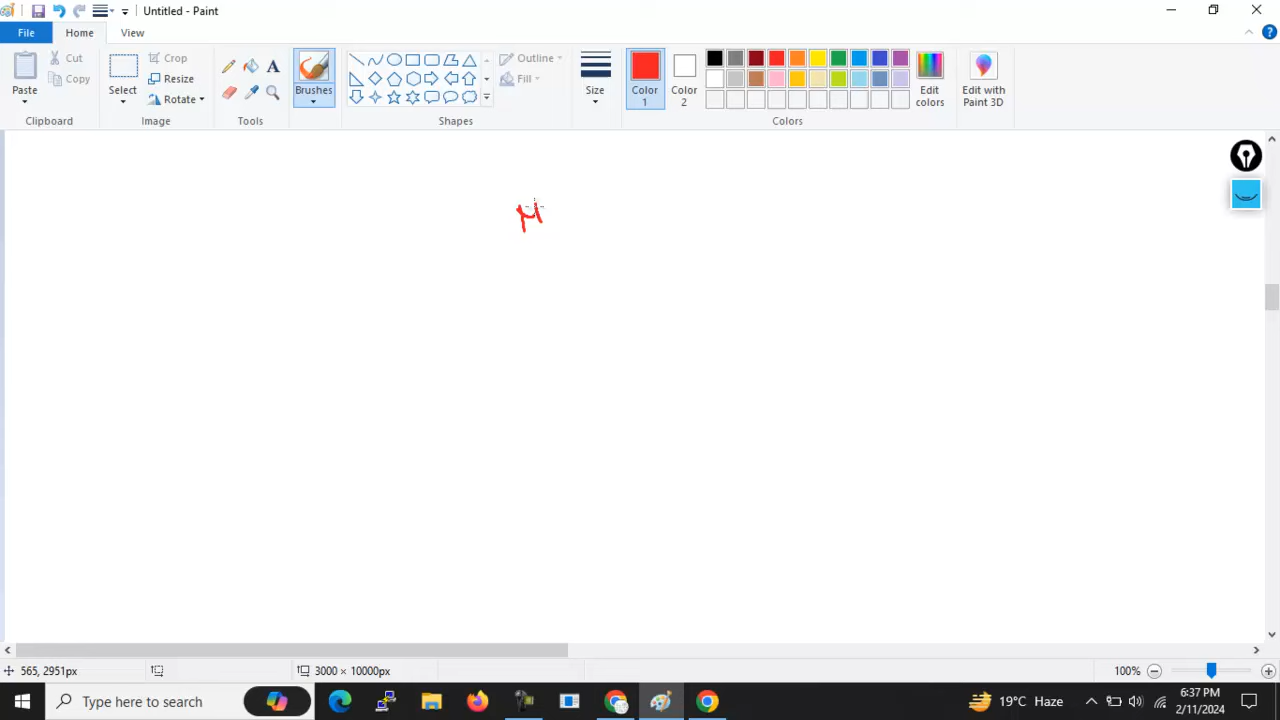 Untitled - Paint
File Home View
Paste
Cut
Copy
Clipboard
Select
Crop
Resize
Rotate
Image
A
Tools
Brushes
Shapes
Outline
Fill
Size
Color 1
Color 2
Colors
Edit colors
Edit with Paint 3D
M
565, 2951px
3000 × 10000px
100%
Type here to search
19°C Haze
6:37 PM
2/11/2024